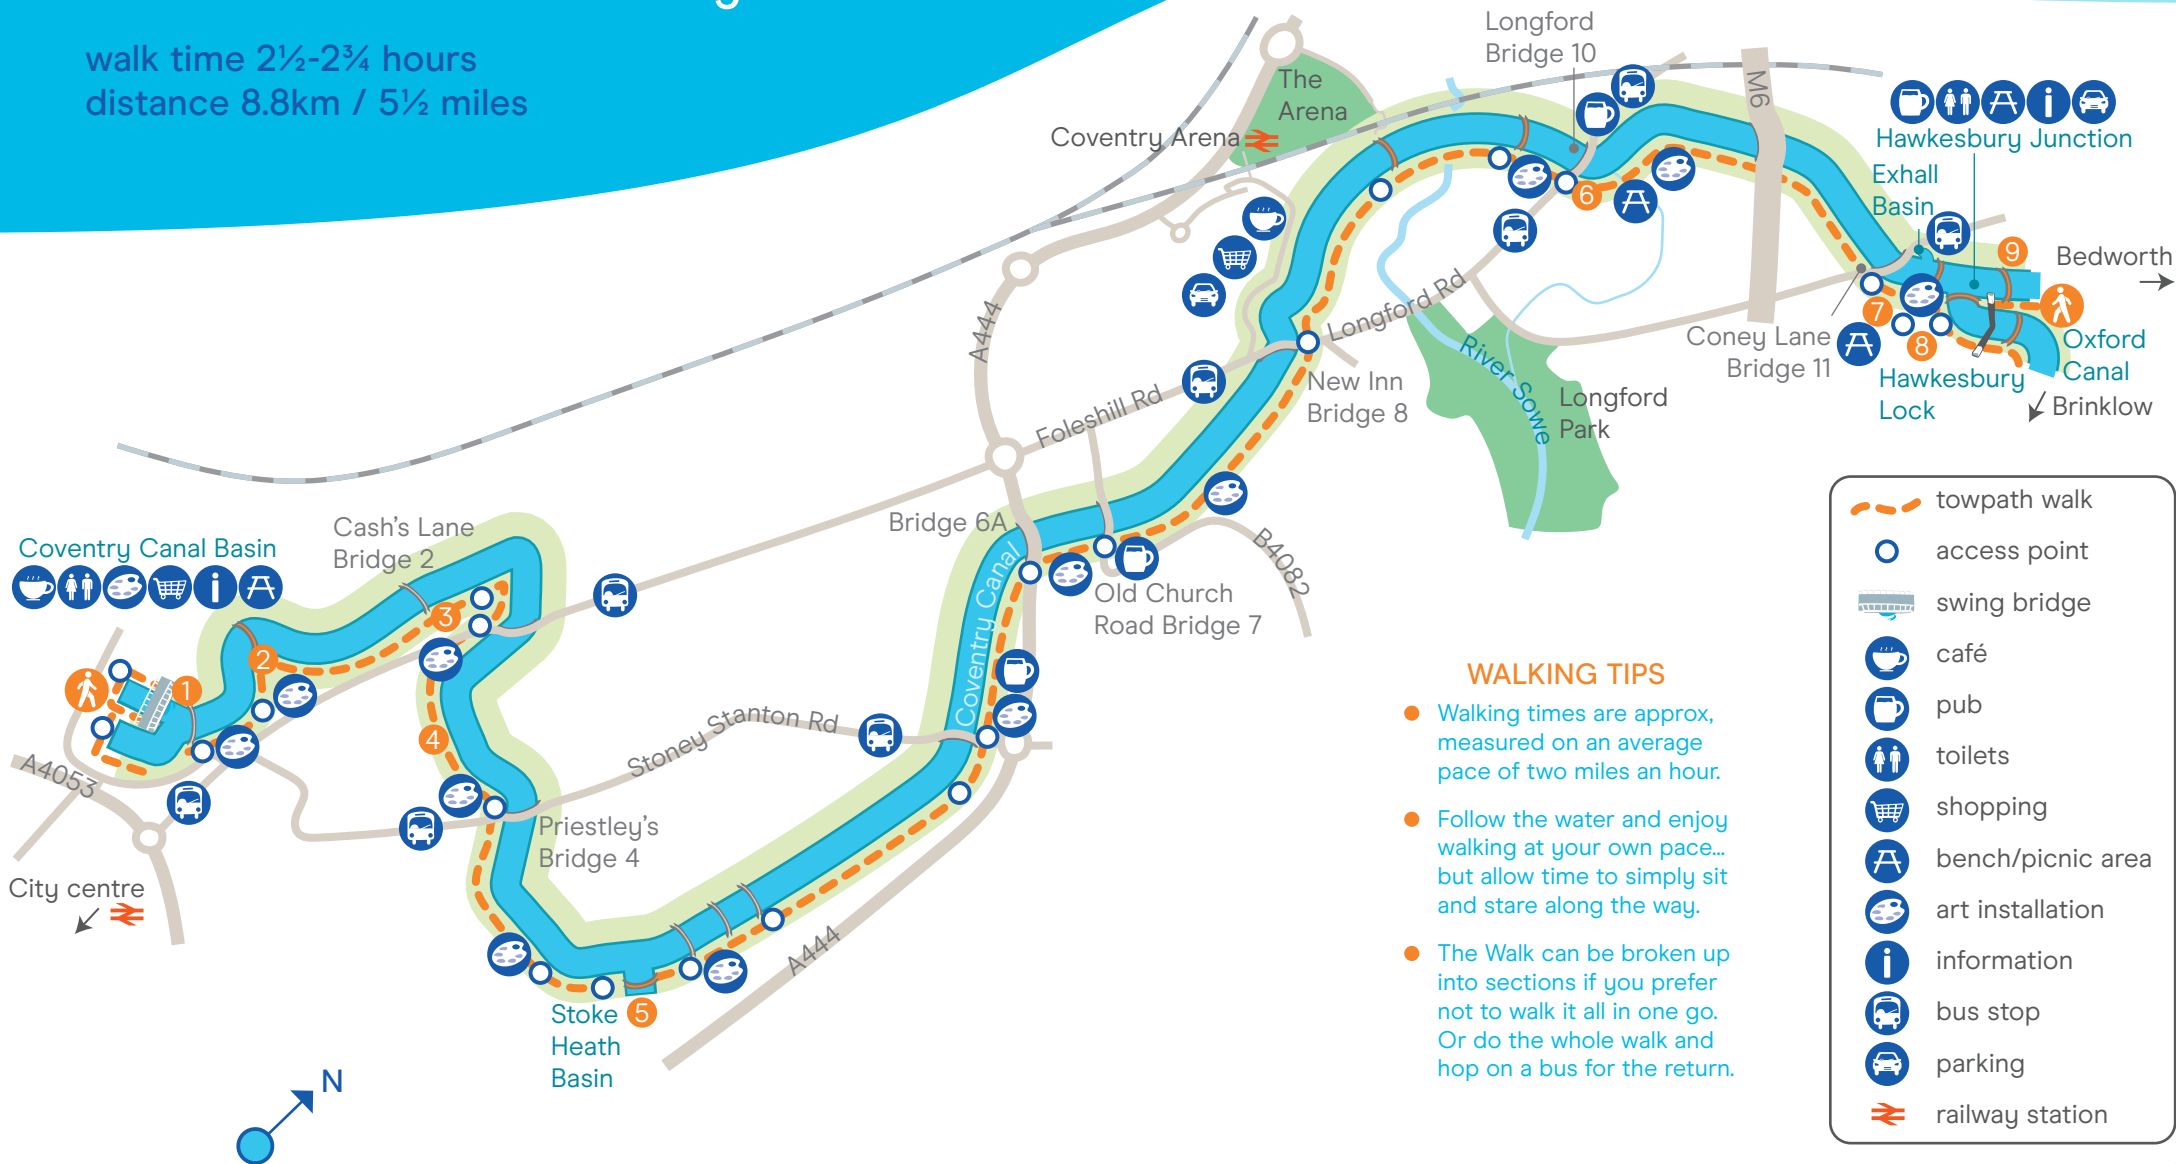 walk time 2½-2¾ hours
distance 8.8km / 5½ miles
Longford
Bridge 10
The
Arena
Coventry Arena
M6
Hawkesbury Junction
Exhall
Basin
6
9
Bedworth
7
8
Coney Lane
Bridge 11
Oxford
Canal
Hawkesbury
Lock
Brinklow
A444
Longford Rd
New Inn
Bridge 8
River Sowe
Longford
Park
Foleshill Rd
Bridge 6A
Coventry Canal
B4082
Old Church
Road Bridge 7
Cash's Lane
Bridge 2
Coventry Canal Basin
1
2
3
4
Stoney Stanton Rd
A4053
Priestley's
Bridge 4
City centre
A444
Stoke
Heath
Basin
5
N
WALKING TIPS
Walking times are approx,
measured on an average
pace of two miles an hour.
Follow the water and enjoy
walking at your own pace...
but allow time to simply sit
and stare along the way.
The Walk can be broken up
into sections if you prefer
not to walk it all in one go.
Or do the whole walk and
hop on a bus for the return.
towpath walk
access point
swing bridge
café
pub
toilets
shopping
bench/picnic area
art installation
information
bus stop
parking
railway station